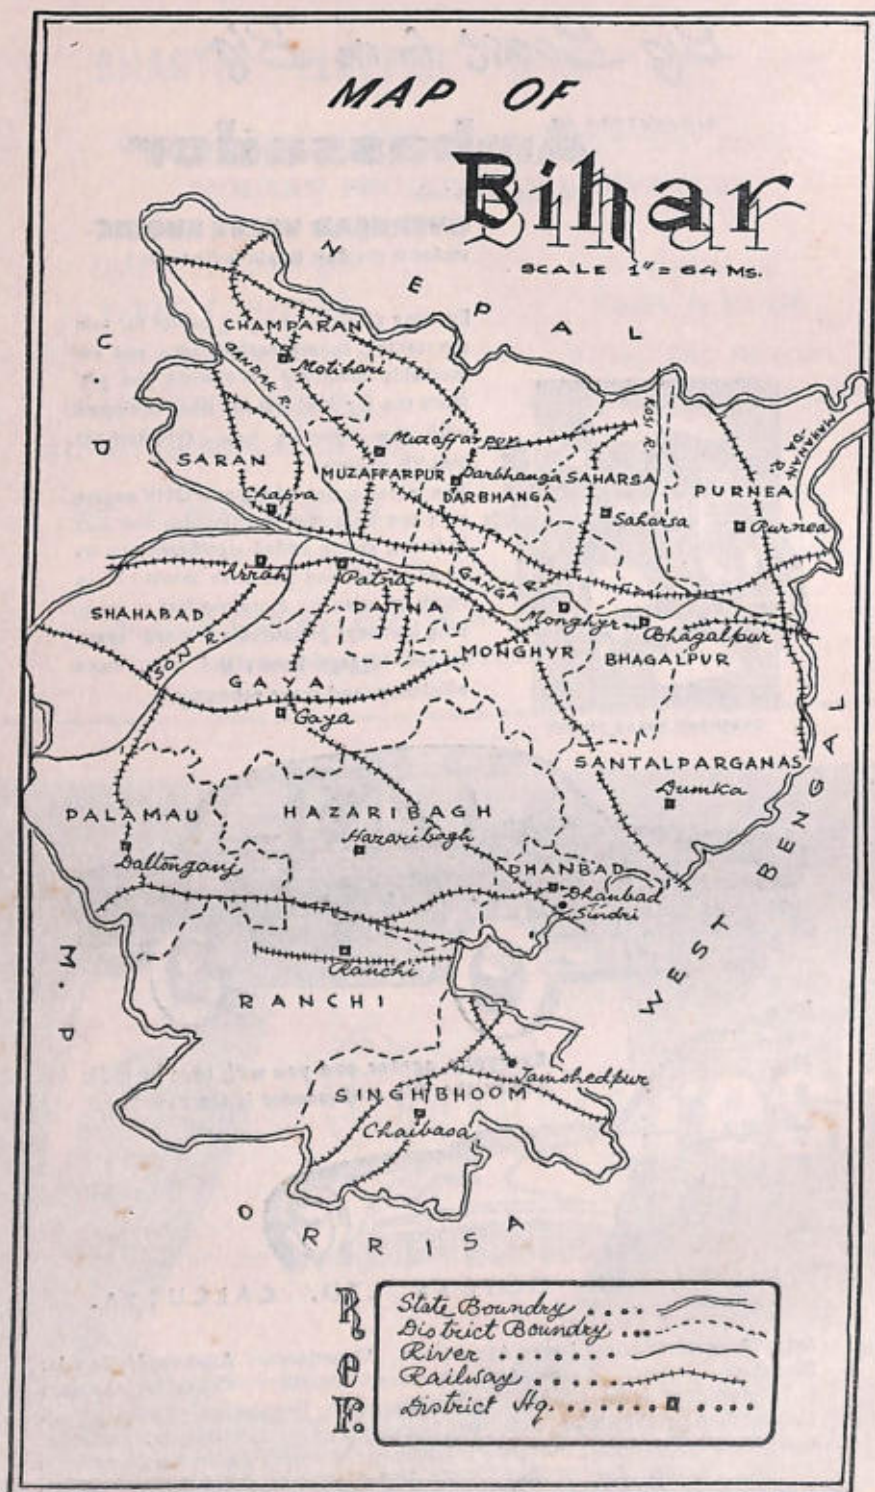 MAP OF
Bihar
SCALE 1" = 64 MS.
NEPAL
C. P
CHAMPARAN
Motihari
GANDAK R.
SARAN
Chapra
Muzaffarpur
MUZAFFARPUR
Darbhanga
DARBHANGA
SAHARSA
Saharsa
KOSI R.
PURNEA
Purnea
MAHANAN-
DA R.
Arrah
Patna
PATNA
SHAHABAD
SON R.
GANGA R.
Monghyr
MONGHYR
Bhagalpur
BHAGALPUR
GAYA
Gaya
SANTALPARGANAS
Dumka
PALAMAU
Daltonganj
HAZARIBAGH
Hararibagh
DHANBAD
Dhanbad
Sindri
WEST BENGAL
M. P
Ranchi
RANCHI
Jamshedpur
SINGHBHOOM
Chaibasa
ORRISA
ReF.
State Boundry
District Boundry
River
Railway
District Hq.